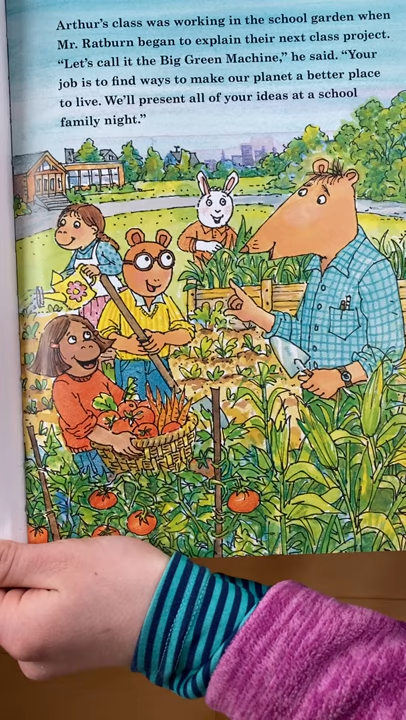 Arthur's class was working in the school garden when
Mr. Ratburn began to explain their next class project.
"Let's call it the Big Green Machine," he said. "Your
job is to find ways to make our planet a better place
to live. We'll present all of your ideas at a school
family night."